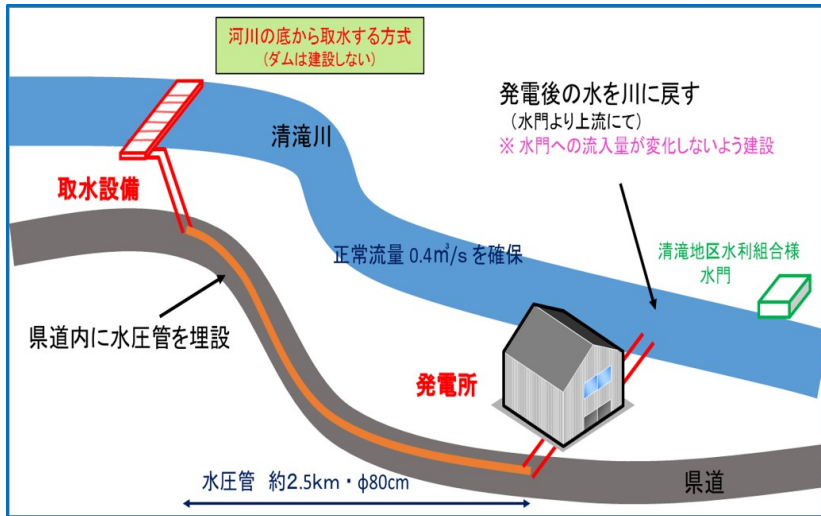 河川の底から取水する方式
(ダムは建設しない)
発電後の水を川に戻す
(水門より上流にて)
※ 水門への流入量が変化しないよう建設
清滝川
取水設備
正常流量 0.4㎥/s を確保
清滝地区水利組合様
水門
県道内に水圧管を埋設
発電所
水圧管 約2.5km・φ80cm
県道